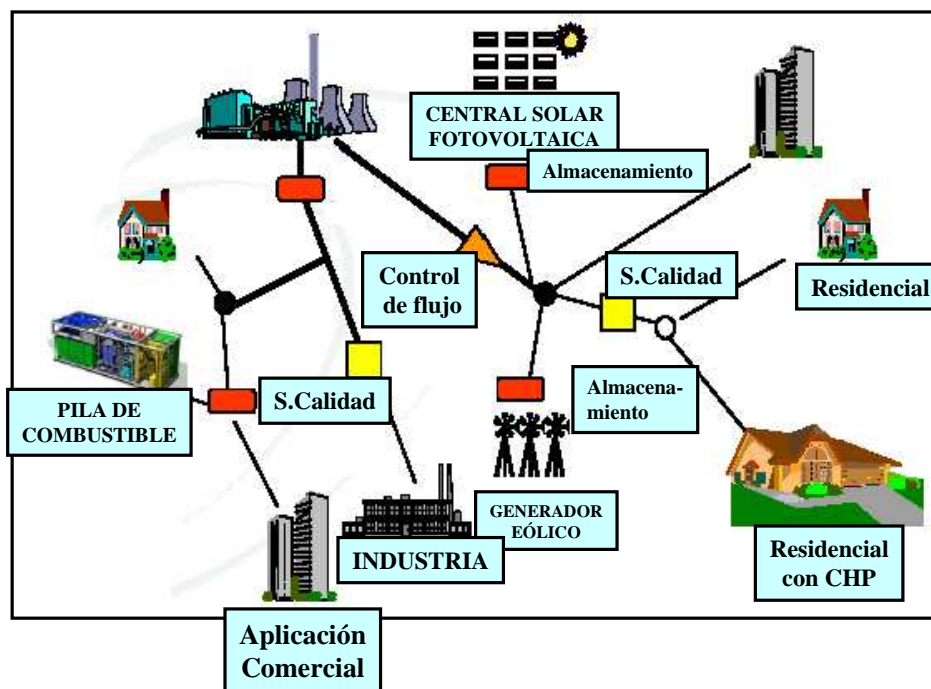 CENTRAL SOLAR
FOTOVOLTAICA
Almacenamiento
Control
de flujo
S.Calidad
Residencial
PILA DE
COMBUSTIBLE
S.Calidad
Almacena-
miento
GENERADOR
EÓLICO
INDUSTRIA
Residencial
con CHP
Aplicación
Comercial